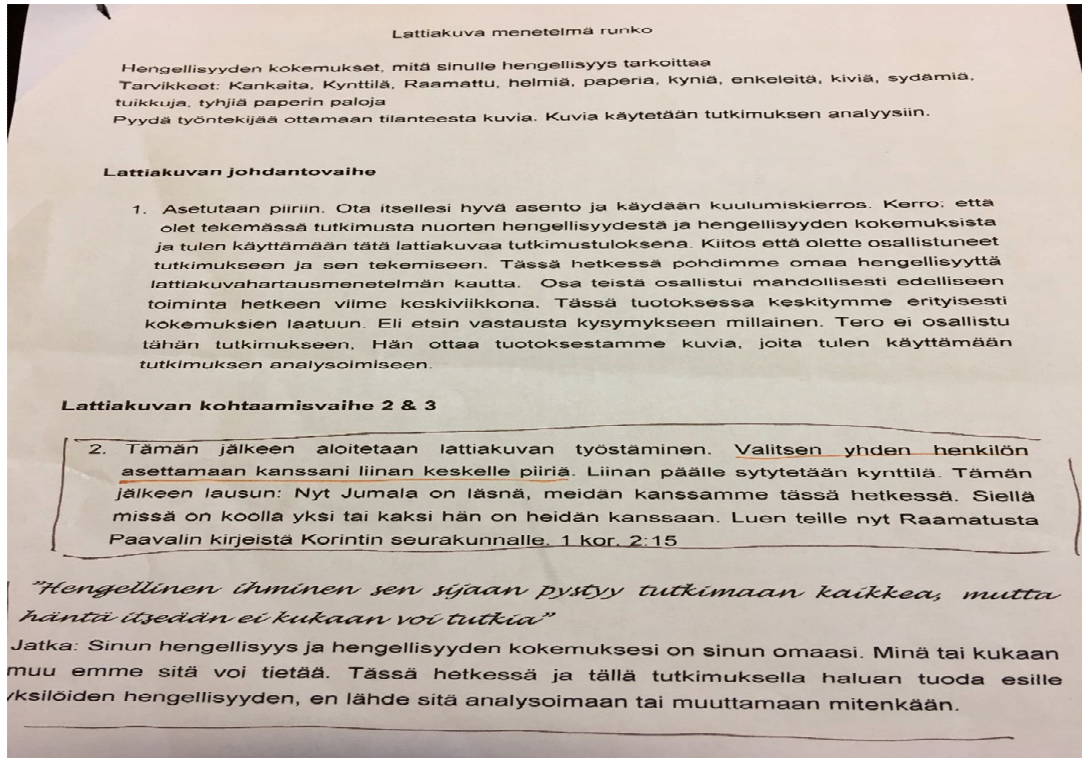 Lattiakuva menetelmä runko
Hengellisyyden kokemukset, mitä sinulle hengellisyys tarkoittaa
Tarvikkeet: Kankaita, Kynttilä, Raamattu, helmiä, paperia, kyniä, enkeleitä, kiviä, sydämiä,
tuikkuja, tyhjiä paperin paloja
Pyydä työntekijää ottamaan tilanteesta kuvia. Kuvia käytetään tutkimuksen analyysiin.
Lattiakuvan johdantovaihe
1. Asetutaan piiriin. Ota itsellesi hyvä asento ja käydään kuulumiskierros. Kerro; että
olet tekemässä tutkimusta nuorten hengellisyydestä ja hengellisyyden kokemuksista
ja tulen käyttämään tätä lattiakuvaa tutkimustuloksena. Kiitos että olette osallistuneet
tutkimukseen ja sen tekemiseen. Tässä hetkessä pohdimme omaa hengellisyyttä
lattiakuvahartausmenetelmän kautta. Osa teistä osallistui mahdollisesti edelliseen
toiminta hetkeen viime keskiviikkona. Tässä tuotoksessa keskitymme erityisesti
kokemuksien laatuun. Eli etsin vastausta kysymykseen millainen. Tero ei osallistu
tähän tutkimukseen, Hän ottaa tuotoksestamme kuvia, joita tulen käyttämään
tutkimuksen analysoimiseen.
Lattiakuvan kohtaamisvaihe 2 & 3
2. Tämän jälkeen aloitetaan lattiakuvan työstäminen. Valitsen yhden henkilön
asettamaan kanssani liinan keskelle piiriä. Liinan päälle sytytetään kynttilä. Tämän
jälkeen lausun: Nyt Jumala on läsnä, meidän kanssamme tässä hetkessä. Siellä
missä on koolla yksi tai kaksi hän on heidän kanssaan. Luen teille nyt Raamatusta
Paavalin kirjeistä Korintin seurakunnalle. 1 kor. 2:15
"Hengellinen ihminen sen sijaan pystyy tutkimaan kaikkea, mutta
häntä itseään ei kukaan voi tutkia"
Jatka: Sinun hengellisyys ja hengellisyyden kokemuksesi on sinun omaasi. Minä tai kukaan
muu emme sitä voi tietää. Tässä hetkessä ja tällä tutkimuksella haluan tuoda esille
yksilöiden hengellisyyden, en lähde sitä analysoimaan tai muuttamaan mitenkään.